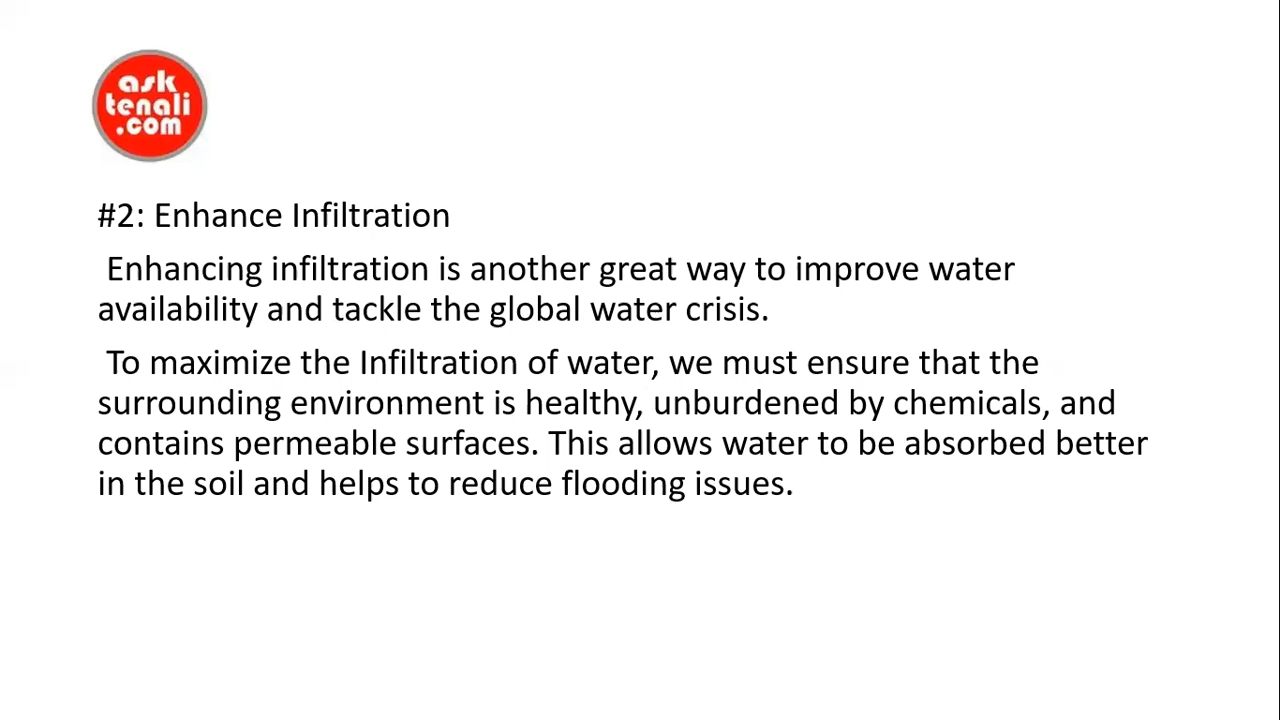 ask
tenali
.com
#2: Enhance Infiltration
Enhancing infiltration is another great way to improve water
availability and tackle the global water crisis.
To maximize the Infiltration of water, we must ensure that the
surrounding environment is healthy, unburdened by chemicals, and
contains permeable surfaces. This allows water to be absorbed better
in the soil and helps to reduce flooding issues.